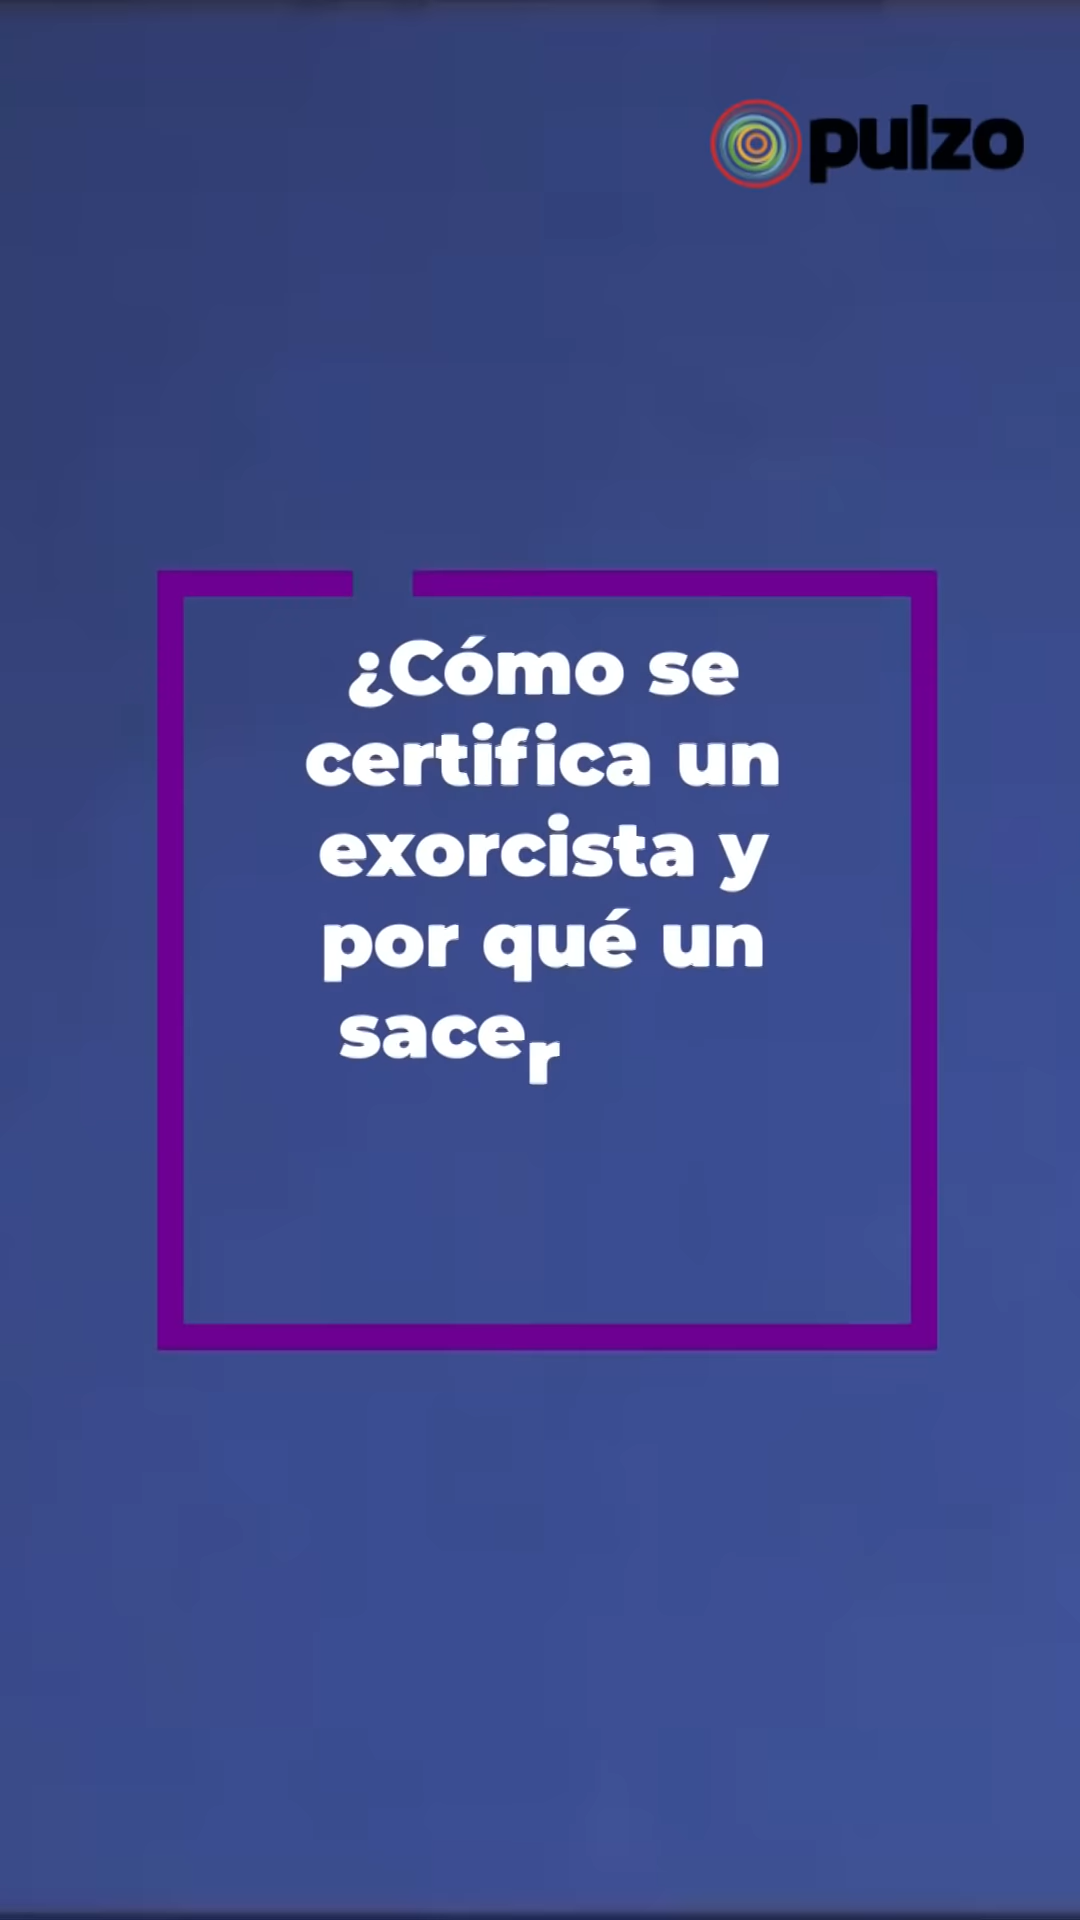 pulzo
¿Cómo se
certifica un
exorcista y
por qué un
sacer